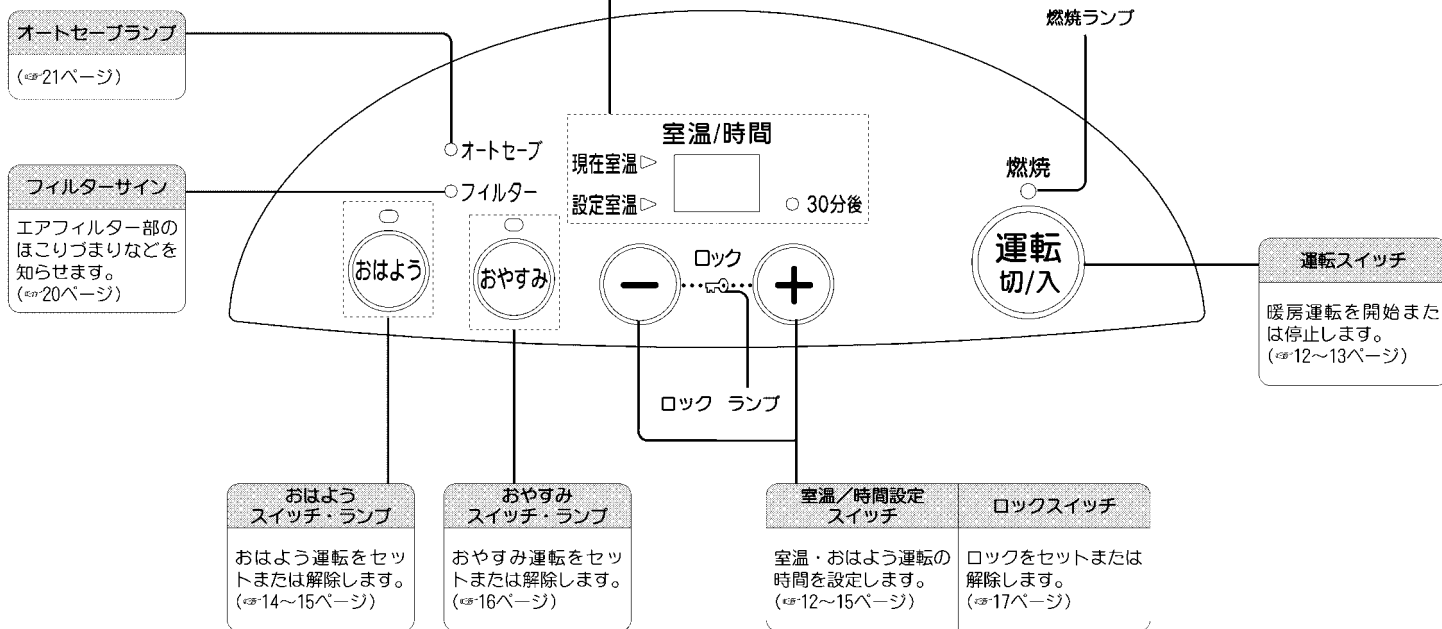 燃焼ランプ
オートセーブランプ
(☞21ページ)
室温/時間
オートセーブ
現在室温▷
燃焼
フィルターサイン
フィルター
設定室温▷
30分後
エアフィルター部の
ほこりづまりなどを
知らせます。
(☞20ページ)
おはよう
おやすみ
ロック
−
+
運転
切/入
運転スイッチ
暖房運転を開始また
は停止します。
(☞12〜13ページ)
ロック ランプ
おはよう
スイッチ・ランプ
おはよう運転をセッ
トまたは解除します。
(☞14〜15ページ)
おやすみ
スイッチ・ランプ
おやすみ運転をセッ
トまたは解除します。
(☞16ページ)
室温／時間設定
スイッチ
室温・おはよう運転の
時間を設定します。
(☞12〜15ページ)
ロックスイッチ
ロックをセットまたは
解除します。
(☞17ページ)